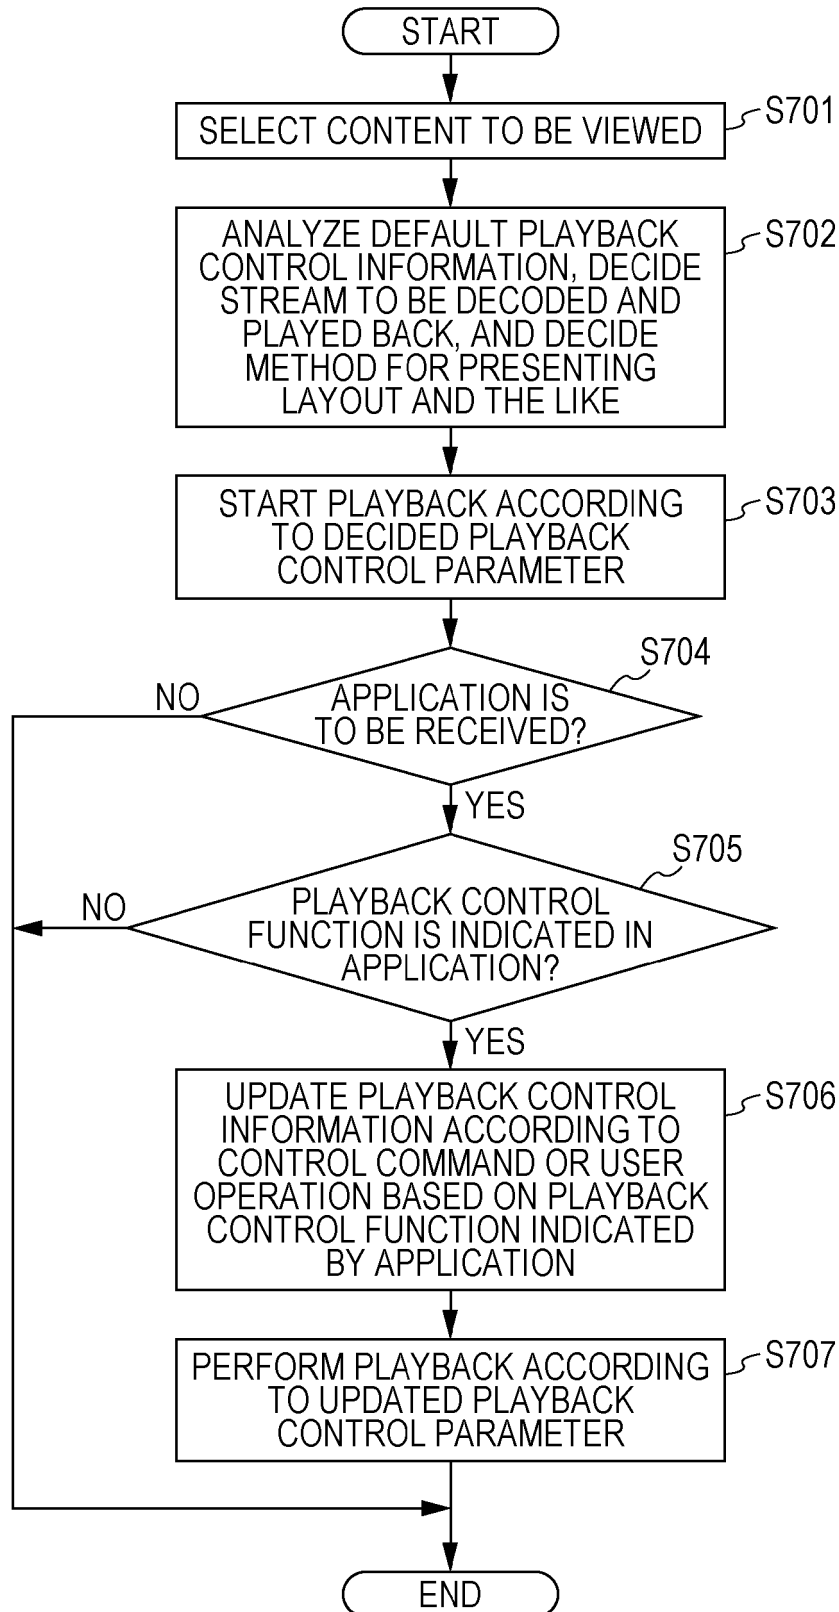 START
SELECT CONTENT TO BE VIEWED
S701
ANALYZE DEFAULT PLAYBACK
CONTROL INFORMATION, DECIDE
STREAM TO BE DECODED AND
PLAYED BACK, AND DECIDE
METHOD FOR PRESENTING
LAYOUT AND THE LIKE
S702
START PLAYBACK ACCORDING
TO DECIDED PLAYBACK
CONTROL PARAMETER
S703
APPLICATION IS
TO BE RECEIVED?
S704
NO
YES
PLAYBACK CONTROL
FUNCTION IS INDICATED IN
APPLICATION?
S705
NO
YES
UPDATE PLAYBACK CONTROL
INFORMATION ACCORDING TO
CONTROL COMMAND OR USER
OPERATION BASED ON PLAYBACK
CONTROL FUNCTION INDICATED
BY APPLICATION
S706
PERFORM PLAYBACK ACCORDING
TO UPDATED PLAYBACK
CONTROL PARAMETER
S707
END